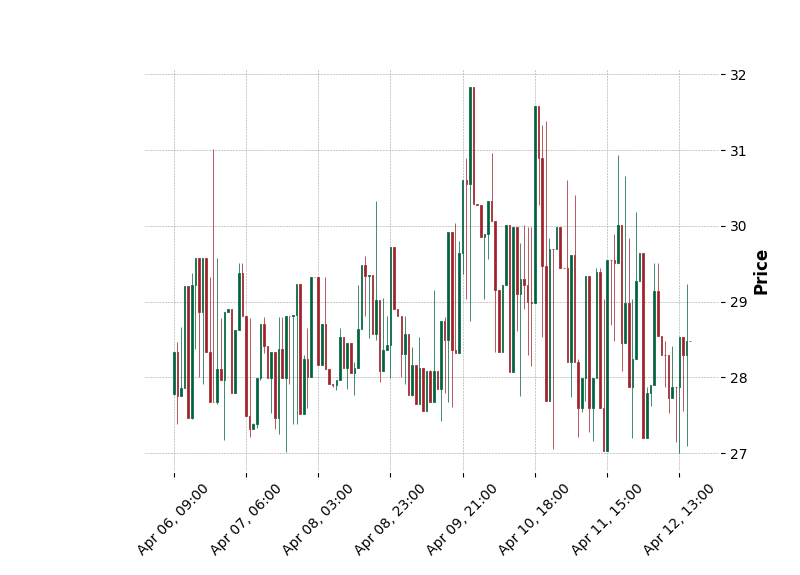 32
31
30
29
28
27
Price
Apr 06, 09:00
Apr 07, 06:00
Apr 08, 03:00
Apr 08, 23:00
Apr 09, 21:00
Apr 10, 18:00
Apr 11, 15:00
Apr 12, 13:00